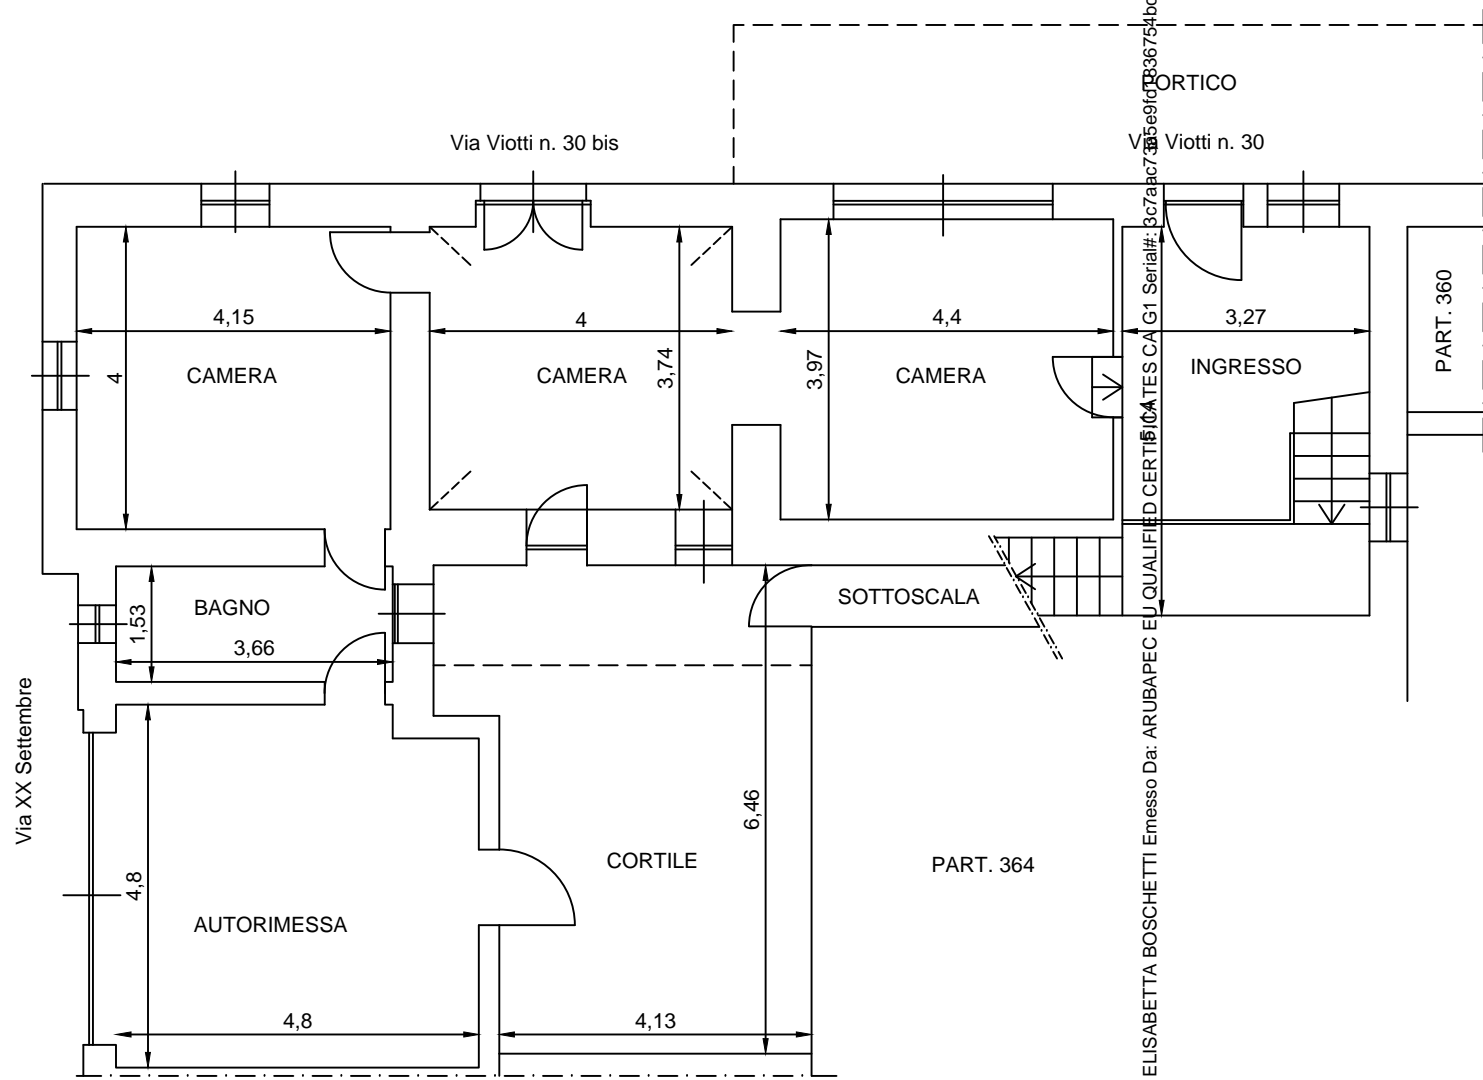 PORTICO
Via Viotti n. 30 bis
Via Viotti n. 30
4,15
4
4,4
3,27
CAMERA
CAMERA
CAMERA
INGRESSO
4
3,74
3,97
5,14
PART. 360
BAGNO
1,53
3,66
SOTTOSCALA
Via XX Settembre
4,8
AUTORIMESSA
4,8
CORTILE
6,46
4,13
PART. 364
ELISABETTA BOSCHETTI Emesso Da: ARUBAPEC EU QUALIFIED CERTIFICATES CA G1 Serial#: